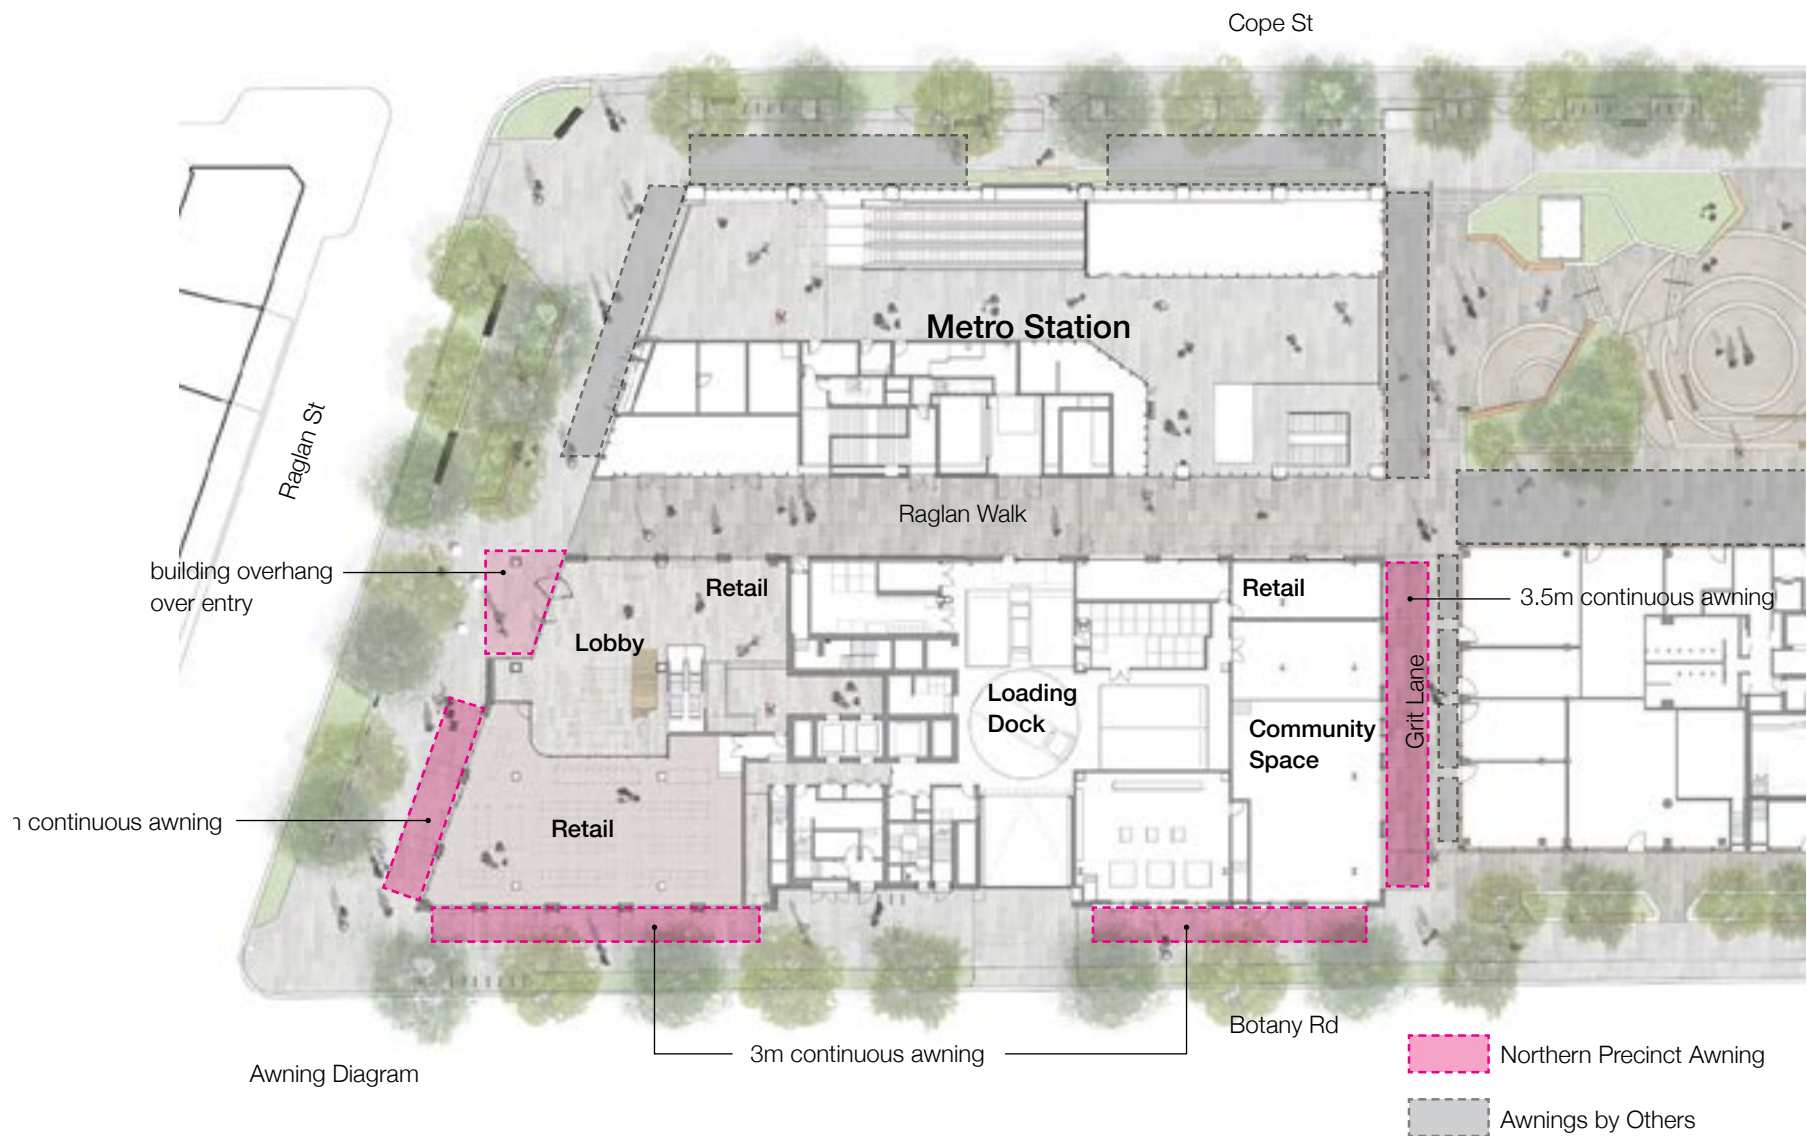 Cope St
Metro Station
Raglan St
Raglan Walk
building overhang
over entry
Retail
Retail
3.5m continuous awning
Lobby
Loading
Dock
Community
Space
Grit Lane
continuous awning
Retail
Botany Rd
3m continuous awning
Northern Precinct Awning
Awning Diagram
Awnings by Others